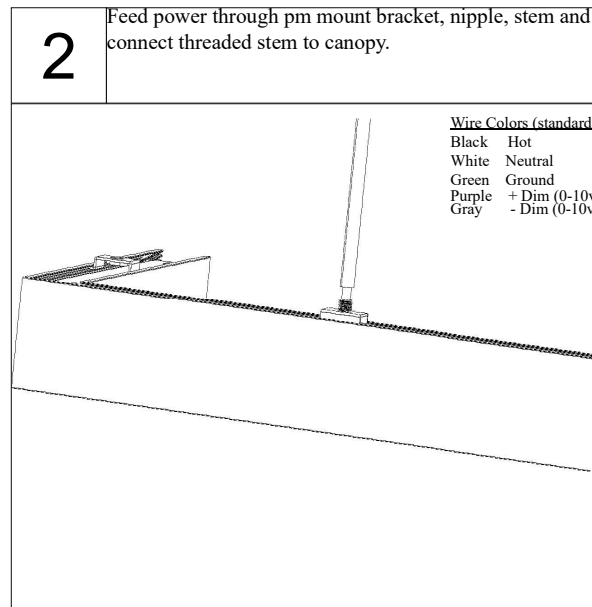 2
Feed power through pm mount bracket, nipple, stem and
connect threaded stem to canopy.
Wire Colors (standard
Black Hot
White Neutral
Green Ground
Purple + Dim (0-10v
Gray - Dim (0-10v